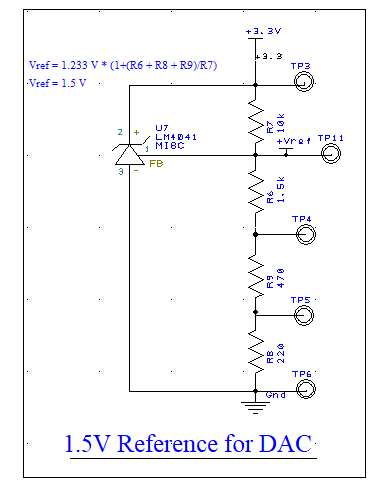 +3.3V
+3.3
Vref = 1.233 V * (1+(R6 + R8 + R9)/R7)
TP3
Vref = 1.5 V
R7
10k
U7
LM4041
MI8C
2
+
1
FB
3
-
+Vref
TP11
R6
1.5k
TP4
R9
470
TP5
R8
220
TP6
Gnd
1.5V Reference for DAC